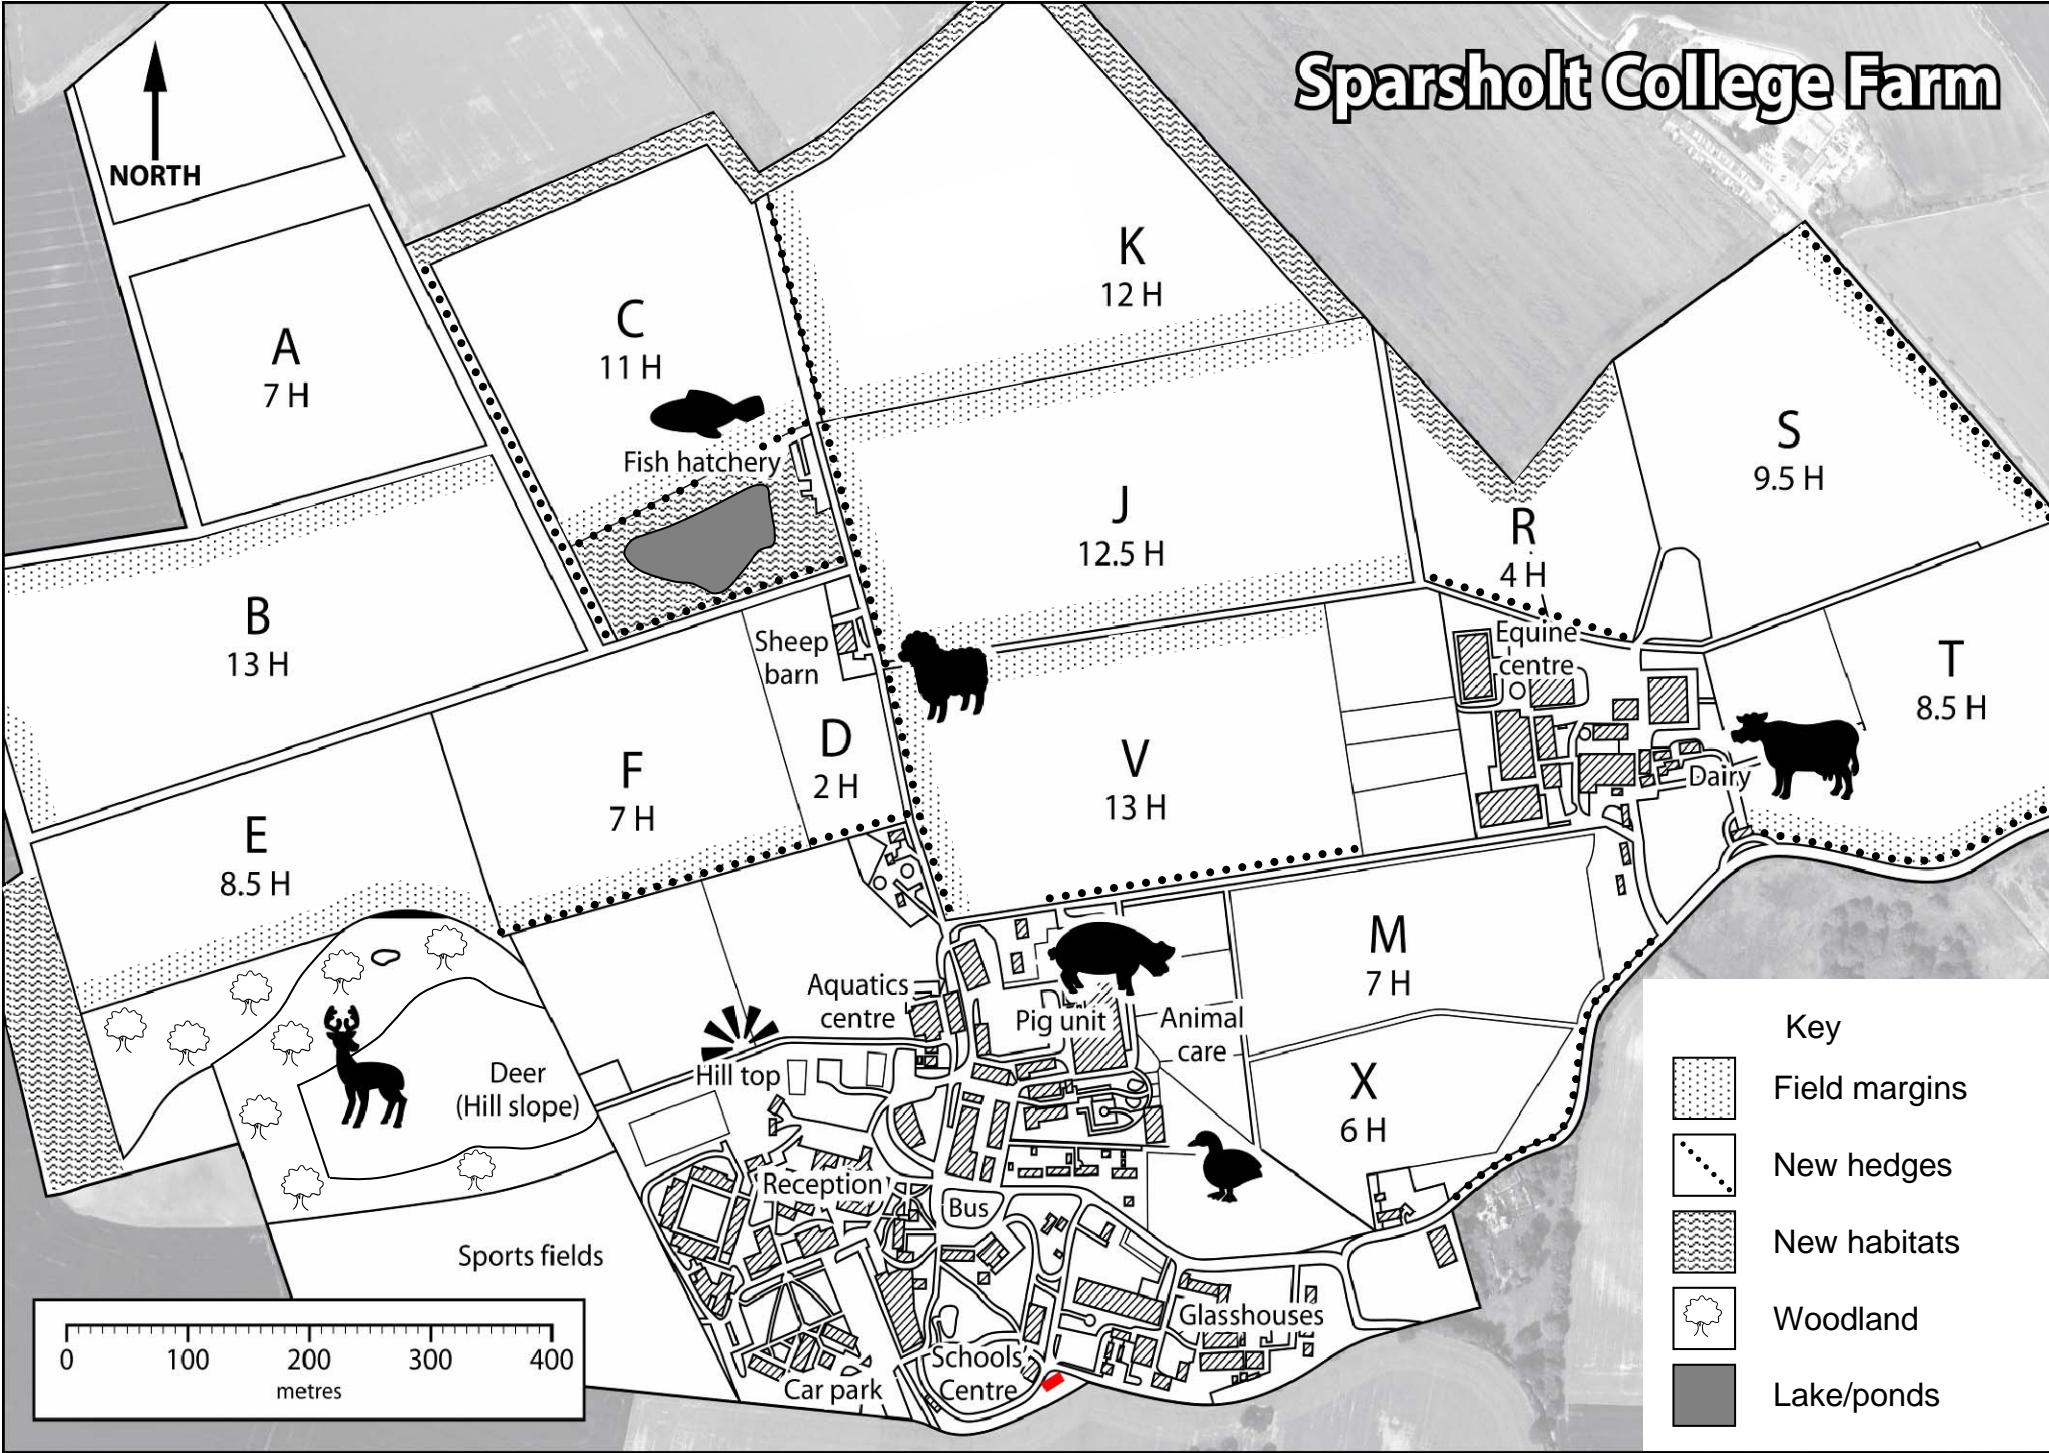 Sparsholt College Farm
NORTH
K
12 H
C
11 H
A
7 H
S
9.5 H
Fish hatchery
J
12.5 H
R
4 H
B
13 H
Sheep
barn
Equine
centre
T
8.5 H
D
2 H
F
7 H
V
13 H
Dairy
E
8.5 H
M
7 H
Aquatics
centre
Pig unit
Animal
care
Hill top
Deer
(Hill slope)
X
6 H
Reception
Bus
Sports fields
Glasshouses
Schools
Centre
Car park
0 100 200 300 400
metres
Key
Field margins
New hedges
New habitats
Woodland
Lake/ponds